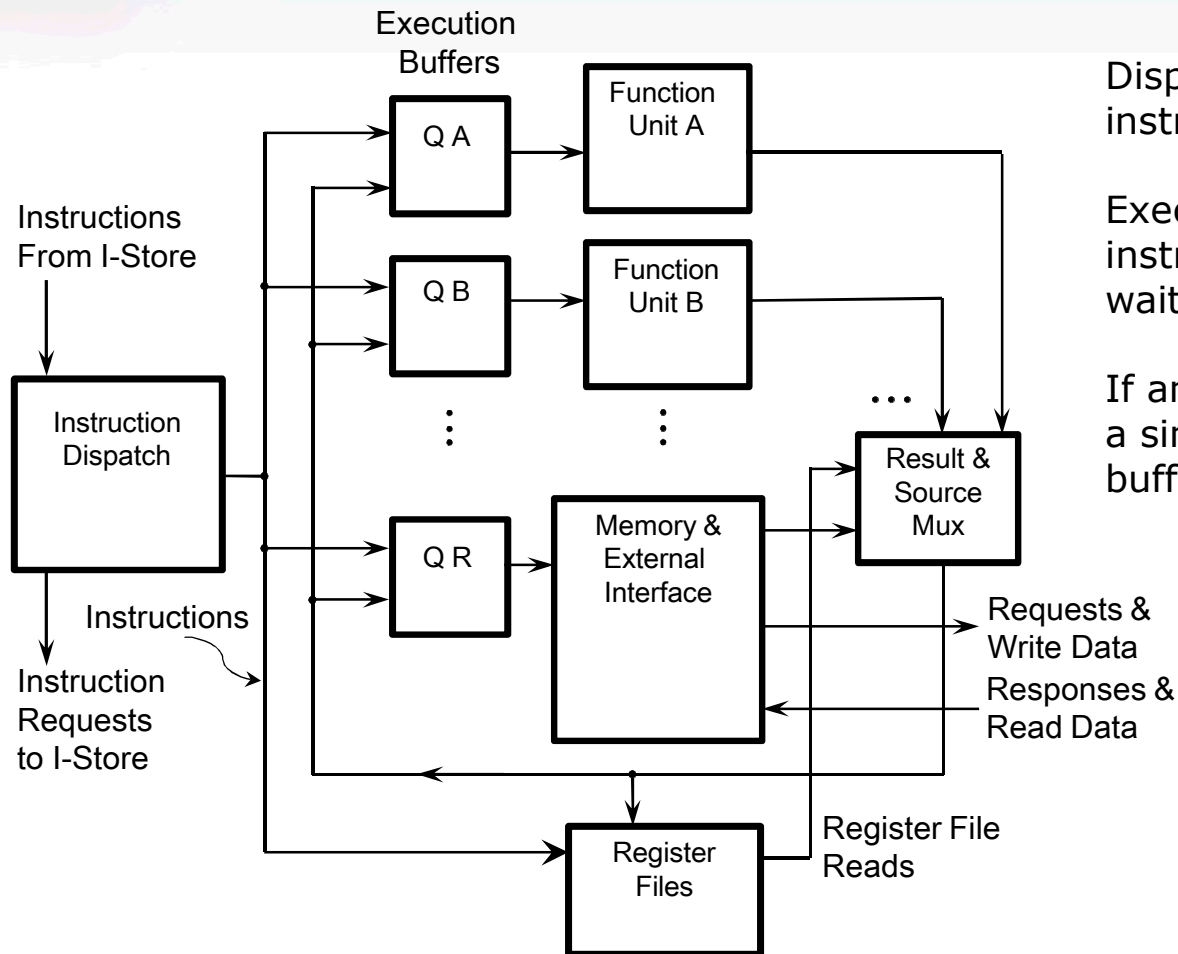 Execution
Buffers
Q A
Function
Unit A
Instructions
From I-Store
Q B
Function
Unit B
Instruction
Dispatch
...
Result &
Source
Mux
Q R
Memory &
External
Interface
Instructions
Requests &
Write Data
Instruction
Requests
to I-Store
Responses &
Read Data
Register
Files
Register File
Reads
Disp
instr
Exec
instr
wait
If
a
buff